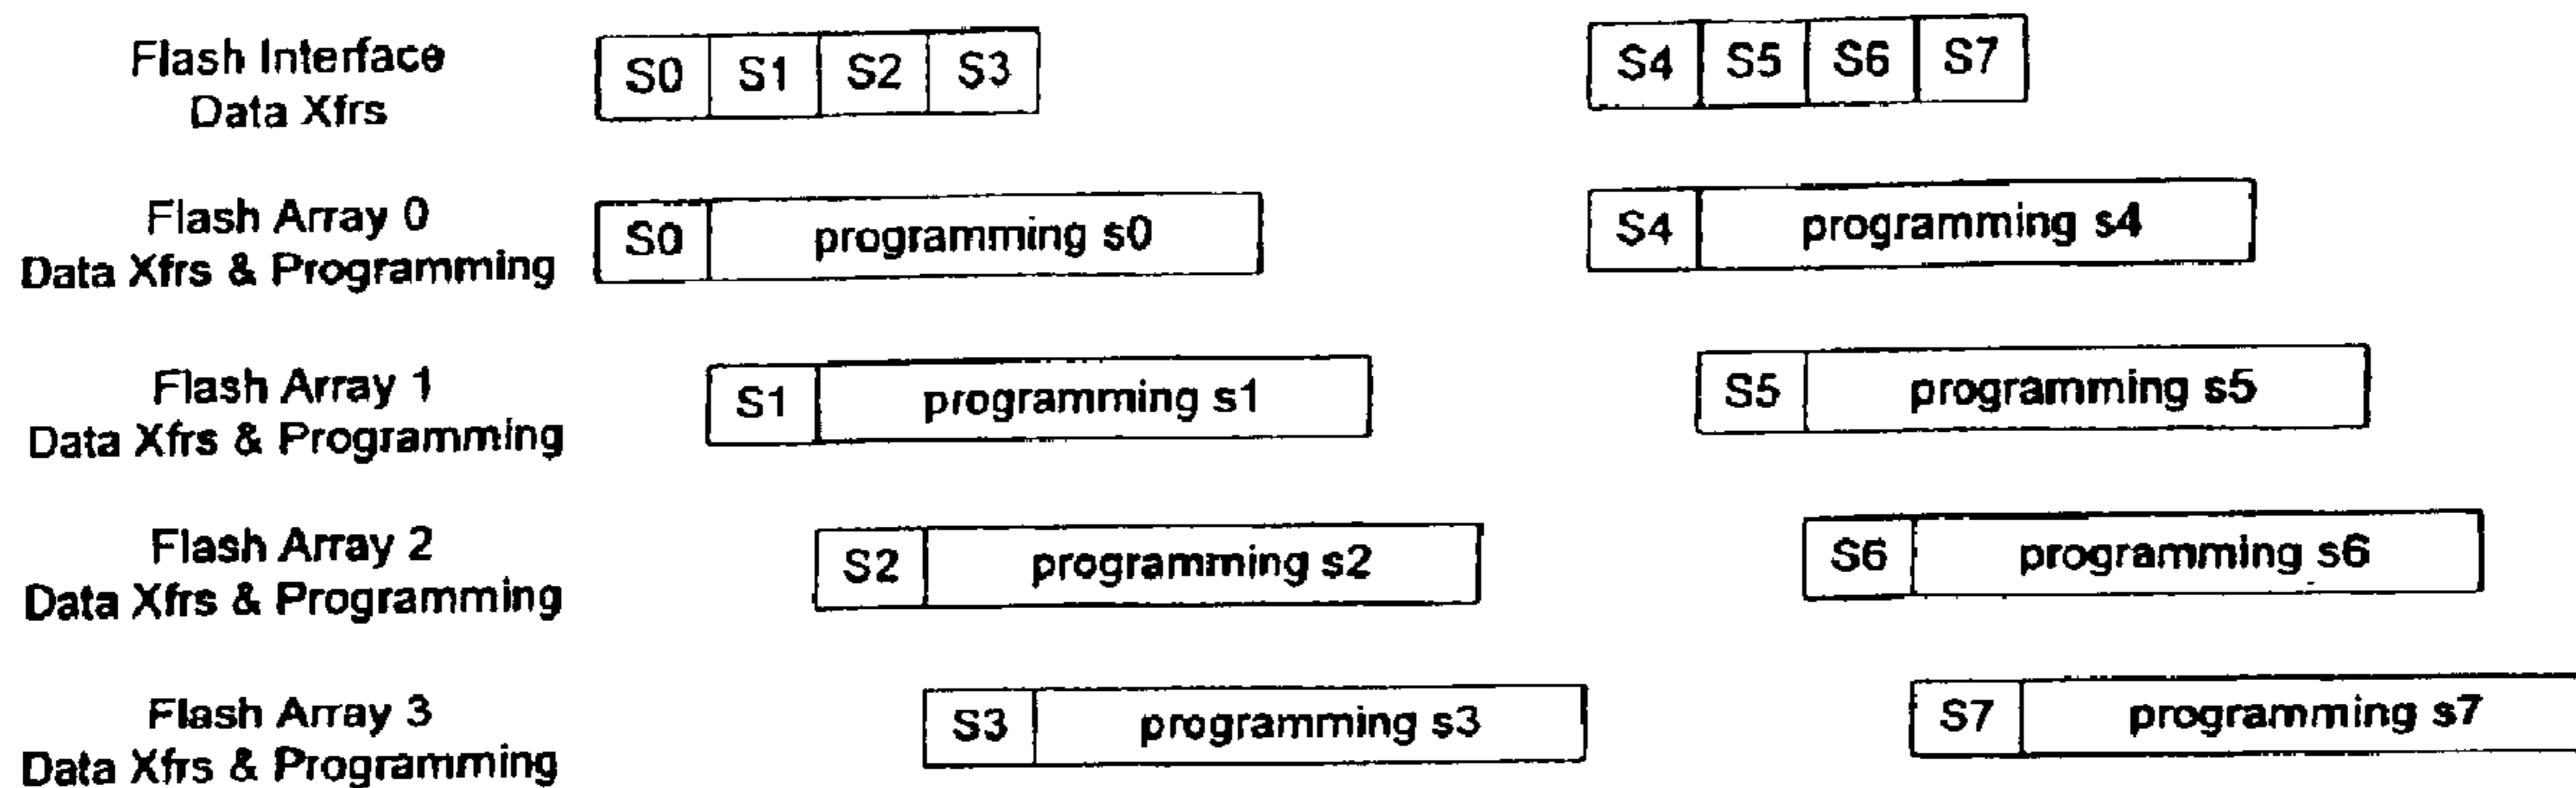 Flash Interface
Data Xfrs
S0 S1 S2 S3 S4 S5 S6 S7
Flash Array 0
Data Xfrs & Programming
S0 programming s0 S4 programming s4
Flash Array 1
Data Xfrs & Programming
S1 programming s1 S5 programming s5
Flash Array 2
Data Xfrs & Programming
S2 programming s2 S6 programming s6
Flash Array 3
Data Xfrs & Programming
S3 programming s3 S7 programming s7